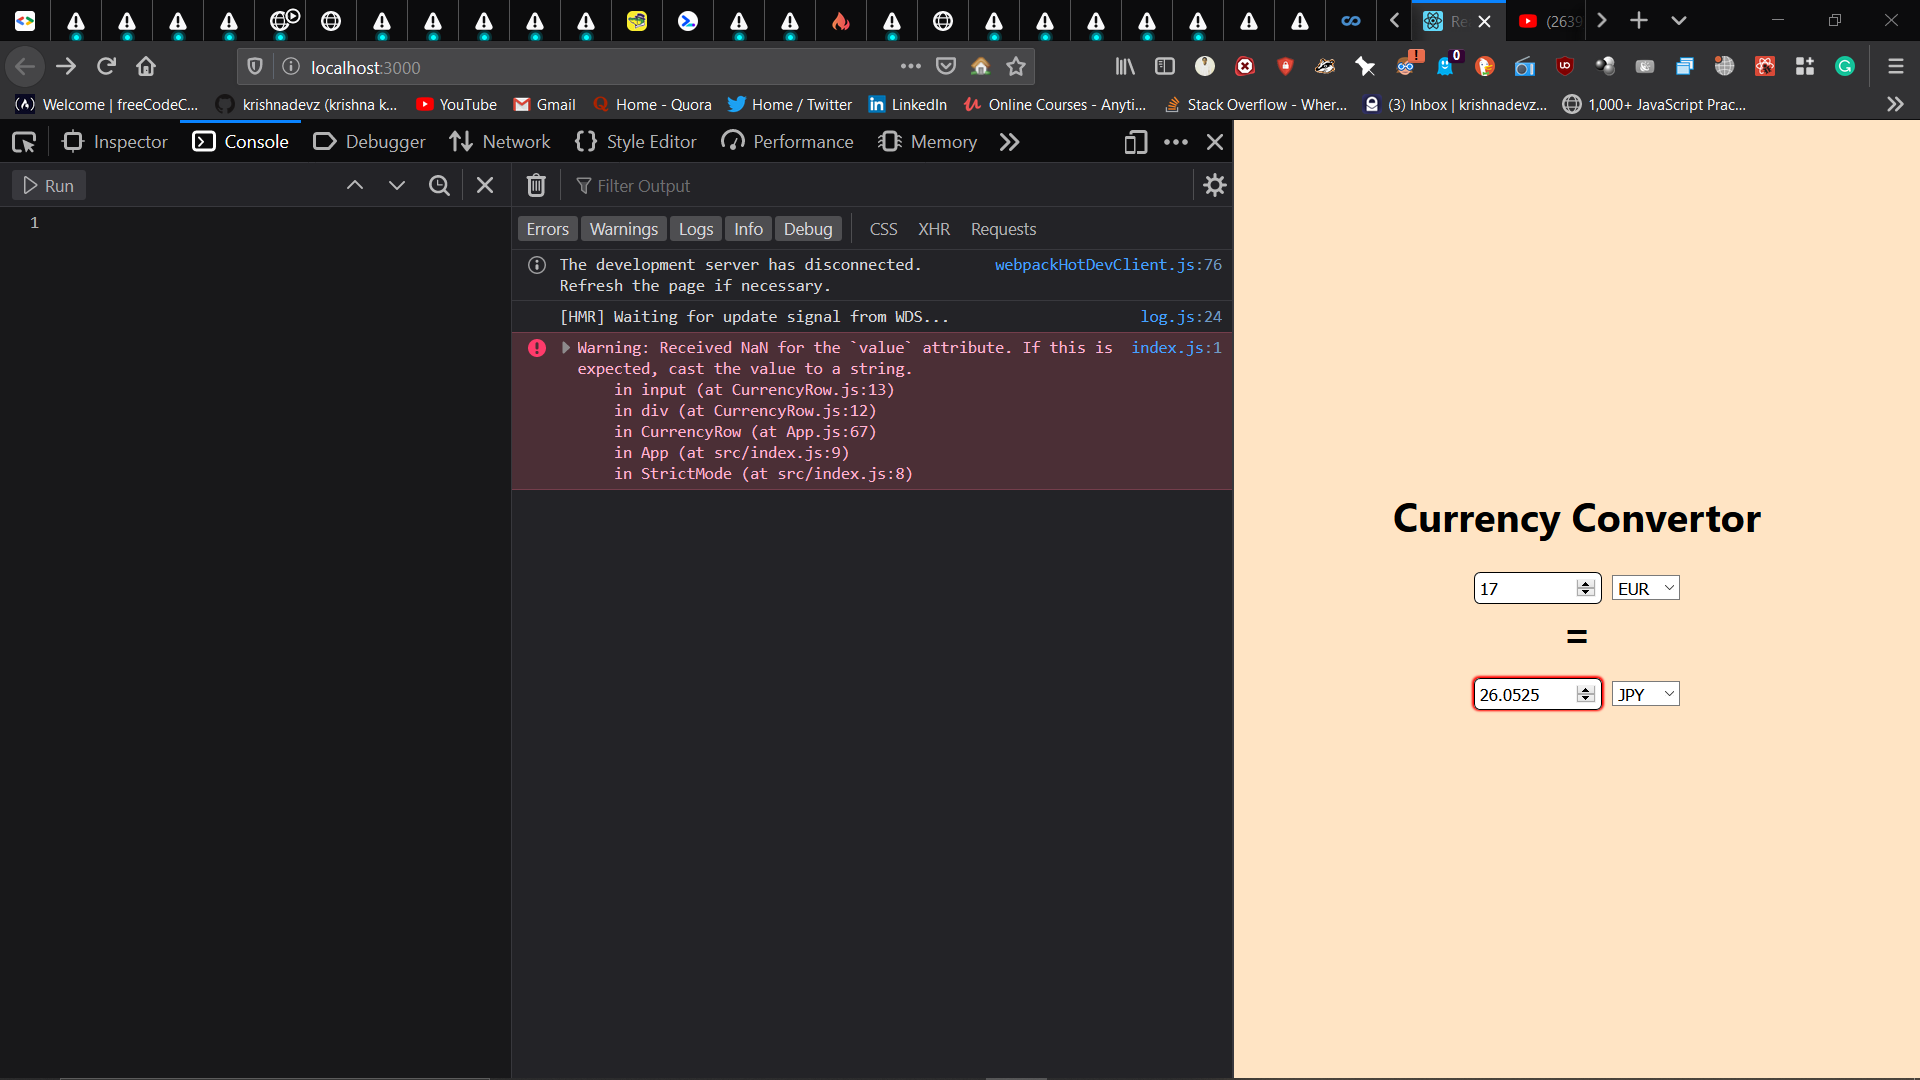 Re
(2639
localhost:3000
!
0
Welcome | freeCodeC...
krishnadevz (krishna k...
YouTube
Gmail
Home - Quora
Home / Twitter
LinkedIn
Online Courses - Anyti...
Stack Overflow - Wher...
(3) Inbox | krishnadevz...
1,000+ JavaScript Prac...
Inspector
Console
Debugger
Network
Style Editor
Performance
Memory
Run
Filter Output
1
Errors
Warnings
Logs
Info
Debug
CSS
XHR
Requests
The development server has disconnected. webpackHotDevClient.js:76
Refresh the page if necessary.
[HMR] Waiting for update signal from WDS... log.js:24
Warning: Received NaN for the `value` attribute. If this is index.js:1
expected, cast the value to a string.
in input (at CurrencyRow.js:13)
in div (at CurrencyRow.js:12)
in CurrencyRow (at App.js:67)
in App (at src/index.js:9)
in StrictMode (at src/index.js:8)
Currency Convertor
17 EUR
=
26.0525 JPY